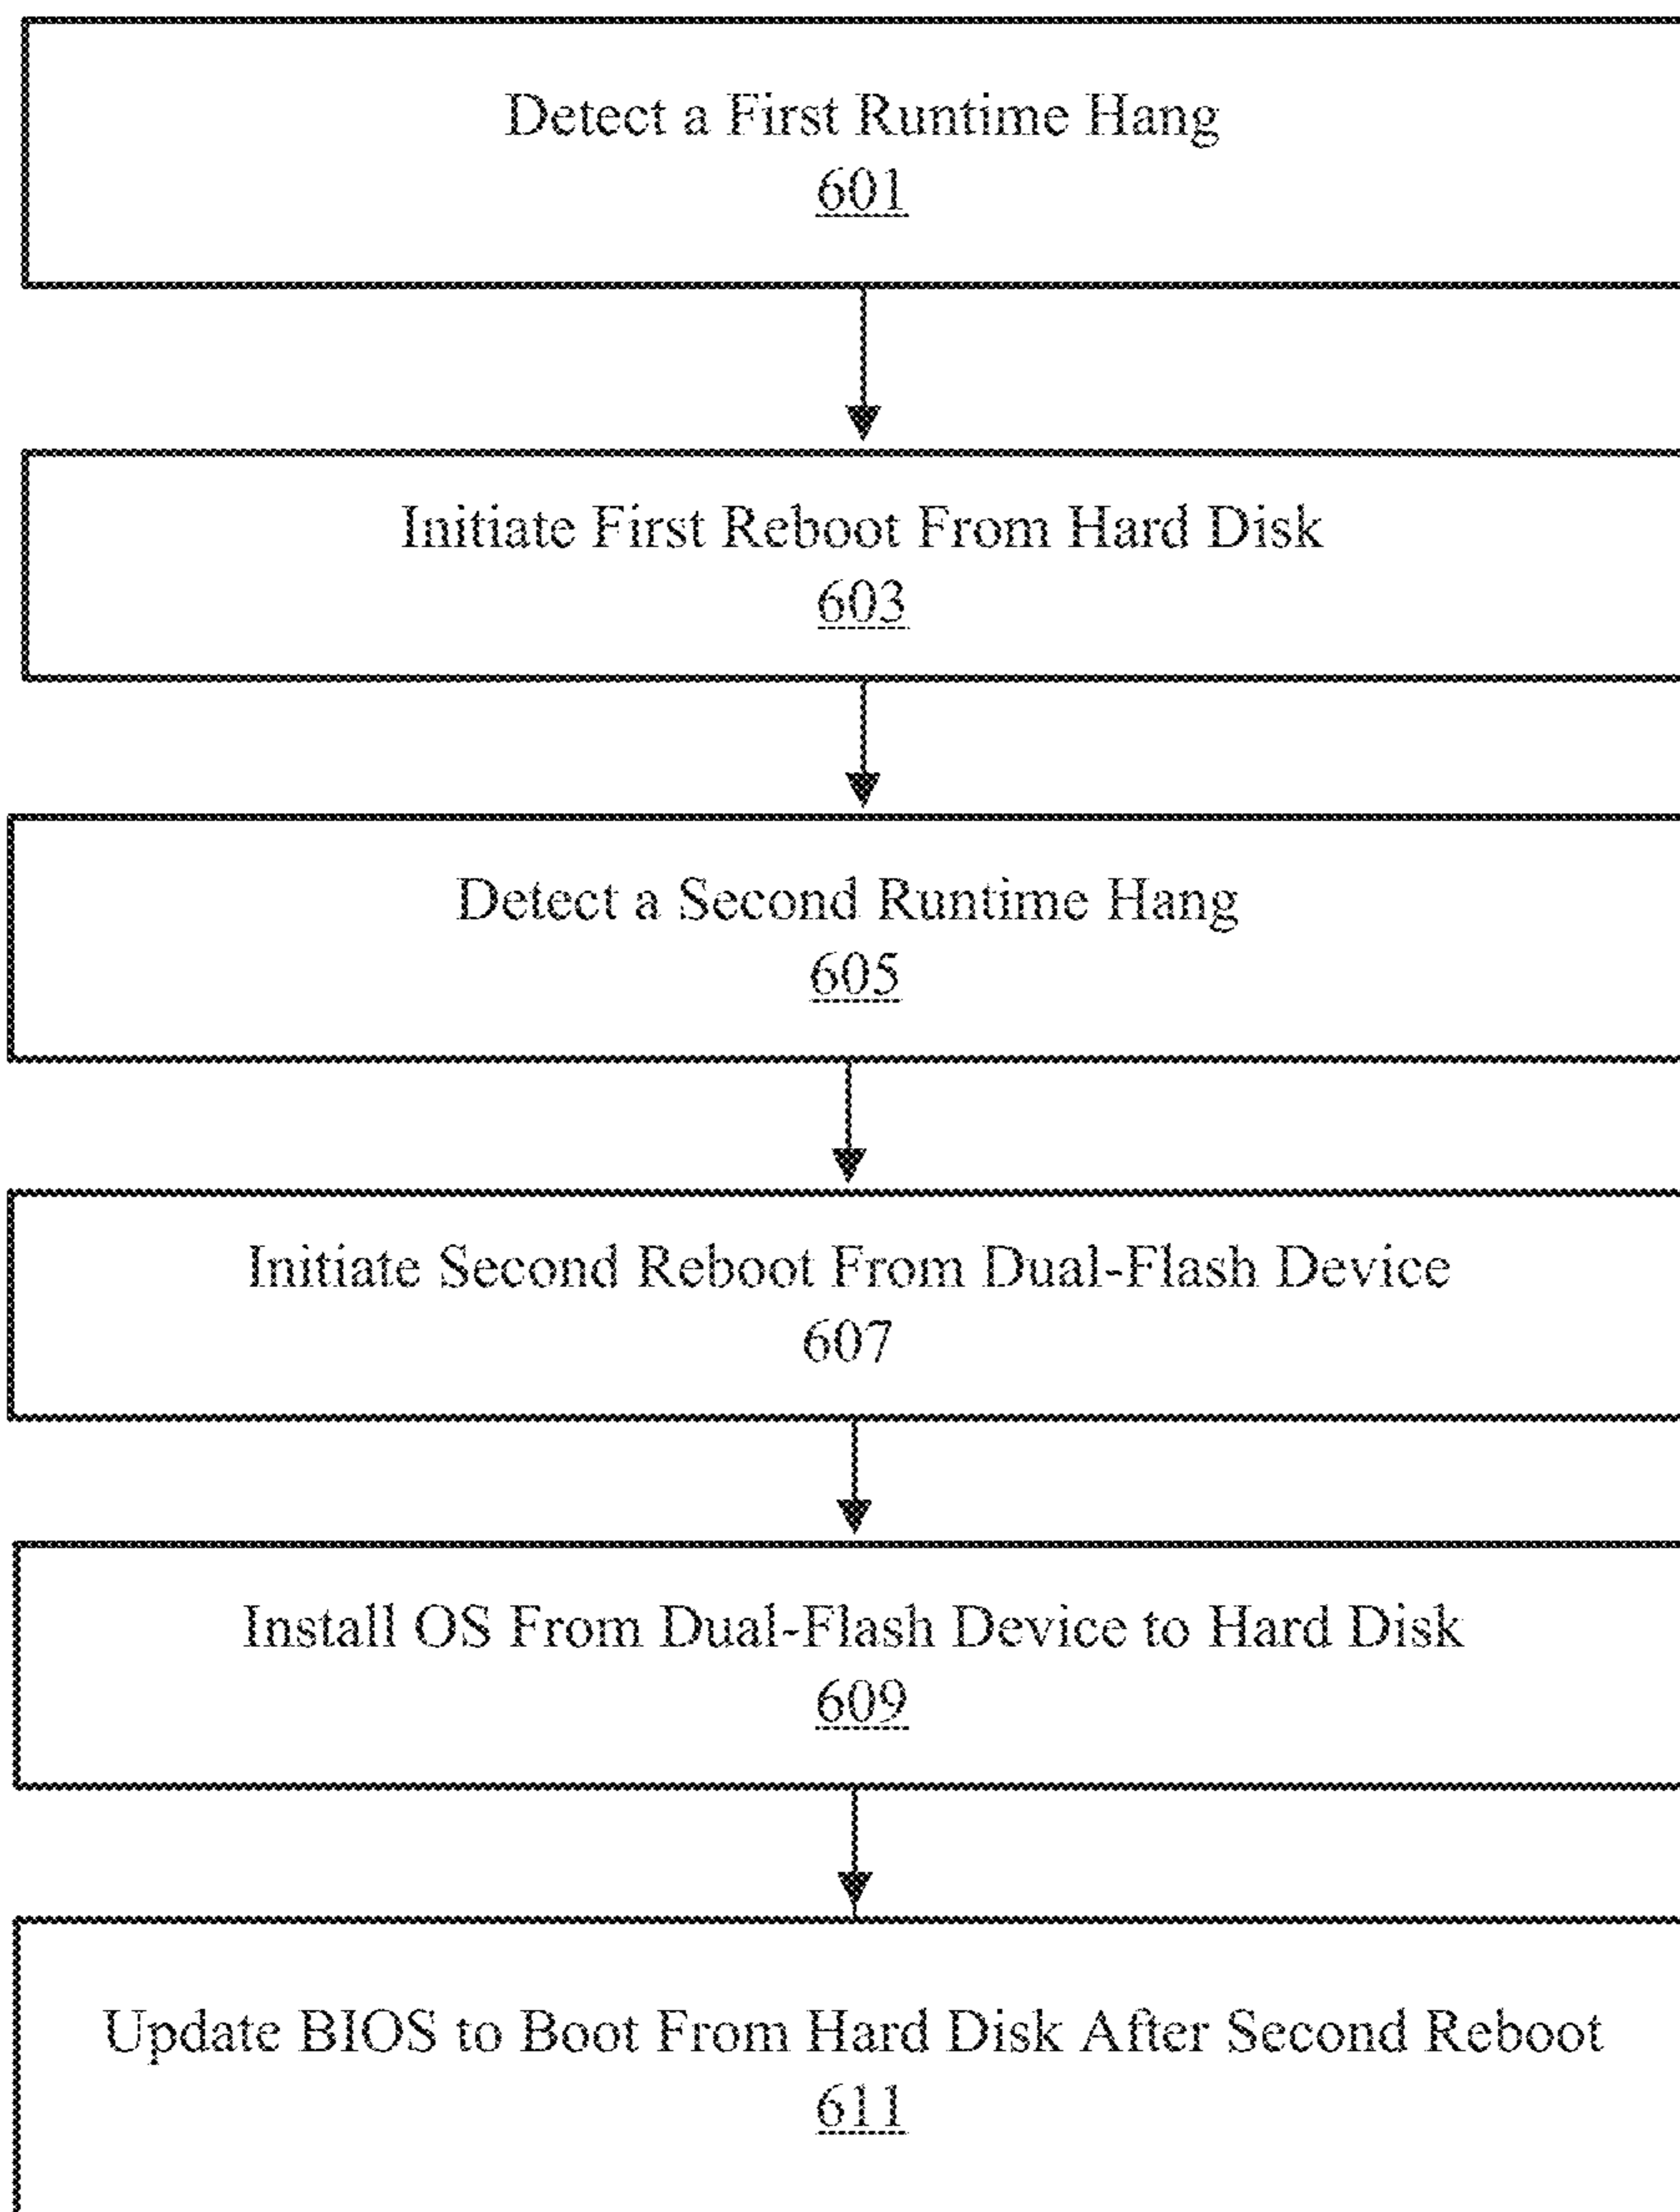 Detect a First Runtime Hang
601
Initiate First Reboot From Hard Disk
603
Detect a Second Runtime Hang
605
Initiate Second Reboot From Dual-Flash Device
607
Install OS From Dual-Flash Device to Hard Disk
609
Update BIOS to Boot From Hard Disk After Second Reboot
611